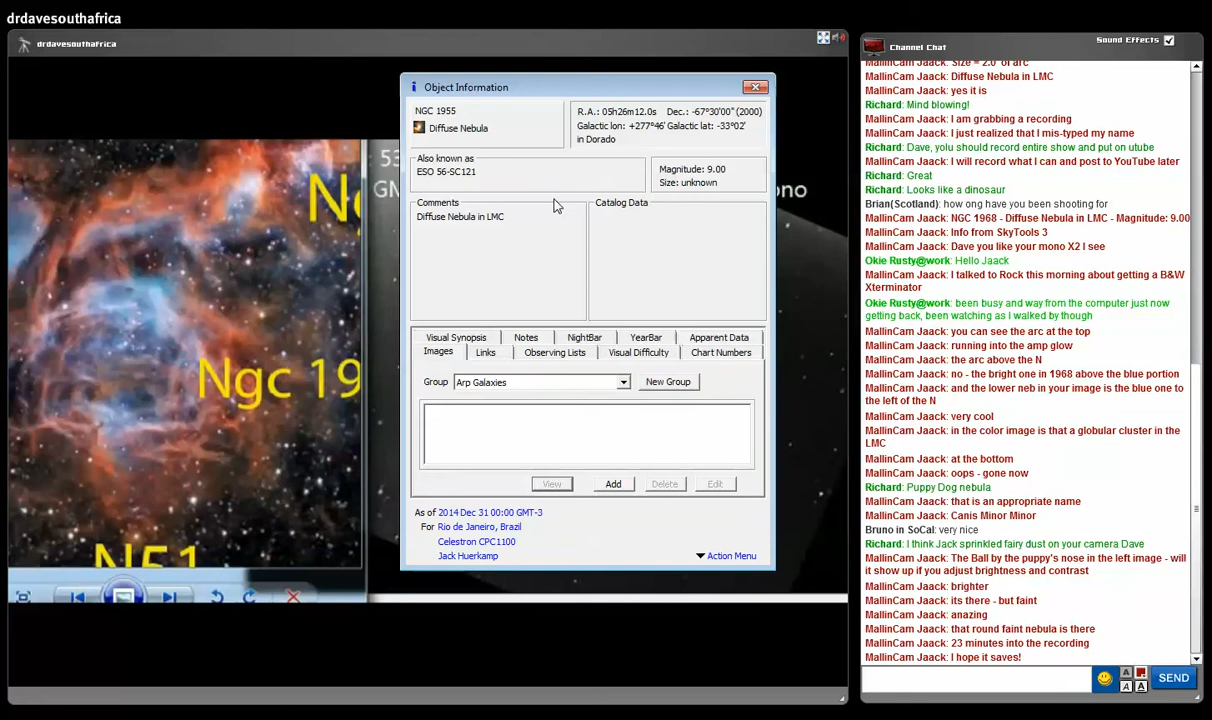 drdavesouthafrica
drdavesouthafrica
Object Information
NGC 1955
Diffuse Nebula
R.A.: 05h26m12.0s Dec.: -67°30'00" (2000)
Galactic lon: +277°46' Galactic lat: -33°02'
in Dorado
Also known as
ESO 56-SC121
Magnitude: 9.00
Size: unknown
Comments
Diffuse Nebula in LMC
Catalog Data
Visual Synopsis Notes NightBar YearBar Apparent Data
Images Links Observing Lists Visual Difficulty Chart Numbers
Group Arp Galaxies New Group
View Add Delete Edit
As of 2014 Dec 31 00:00 GMT-3
For Rio de Janeiro, Brazil
Celestron CPC1100
Jack Huerkamp
Action Menu
Ngc 19
N51
53
GM
ono
Channel Chat
Sound Effects
MallinCam Jaack: Size = 2.0' of arc
MallinCam Jaack: Diffuse Nebula in LMC
MallinCam Jaack: yes it is
Richard: Mind blowing!
MallinCam Jaack: I am grabbing a recording
MallinCam Jaack: I just realized that I mis-typed my name
Richard: Dave, yolu should record entire show and put on utube
MallinCam Jaack: I will record what I can and post to YouTube later
Richard: Great
Richard: Looks like a dinosaur
Brian(Scotland): how ong have you been shooting for
MallinCam Jaack: NGC 1968 - Diffuse Nebula in LMC - Magnitude: 9.00
MallinCam Jaack: Info from SkyTools 3
MallinCam Jaack: Dave you like your mono X2 I see
Okie Rusty@work: Hello Jaack
MallinCam Jaack: I talked to Rock this morning about getting a B&W
Xterminator
Okie Rusty@work: been busy and way from the computer just now
getting back, been watching as I walked by though
MallinCam Jaack: you can see the arc at the top
MallinCam Jaack: running into the amp glow
MallinCam Jaack: the arc above the N
MallinCam Jaack: no - the bright one in 1968 above the blue portion
MallinCam Jaack: and the lower neb in your image is the blue one to
the left of the N
MallinCam Jaack: very cool
MallinCam Jaack: in the color image is that a globular cluster in the
LMC
MallinCam Jaack: at the bottom
MallinCam Jaack: oops - gone now
Richard: Puppy Dog nebula
MallinCam Jaack: that is an appropriate name
MallinCam Jaack: Canis Minor Minor
Bruno in SoCal: very nice
Richard: I think Jack sprinkled fairy dust on your camera Dave
MallinCam Jaack: The Ball by the puppy's nose in the left image - will
it show up if you adjust brightness and contrast
MallinCam Jaack: brighter
MallinCam Jaack: its there - but faint
MallinCam Jaack: anazing
MallinCam Jaack: that round faint nebula is there
MallinCam Jaack: 23 minutes into the recording
MallinCam Jaack: I hope it saves!
SEND